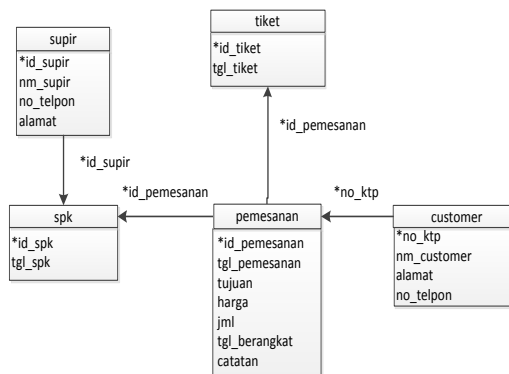 tiket
*id_tiket
tgl_tiket
supir
*id_supir
nm_supir
no_telpon
alamat
*id_pemesanan
*id_supir
*id_pemesanan
*no_ktp
spk
*id_spk
tgl_spk
pemesanan
*id_pemesanan
tgl_pemesanan
tujuan
harga
jml
tgl_berangkat
catatan
customer
*no_ktp
nm_customer
alamat
no_telpon